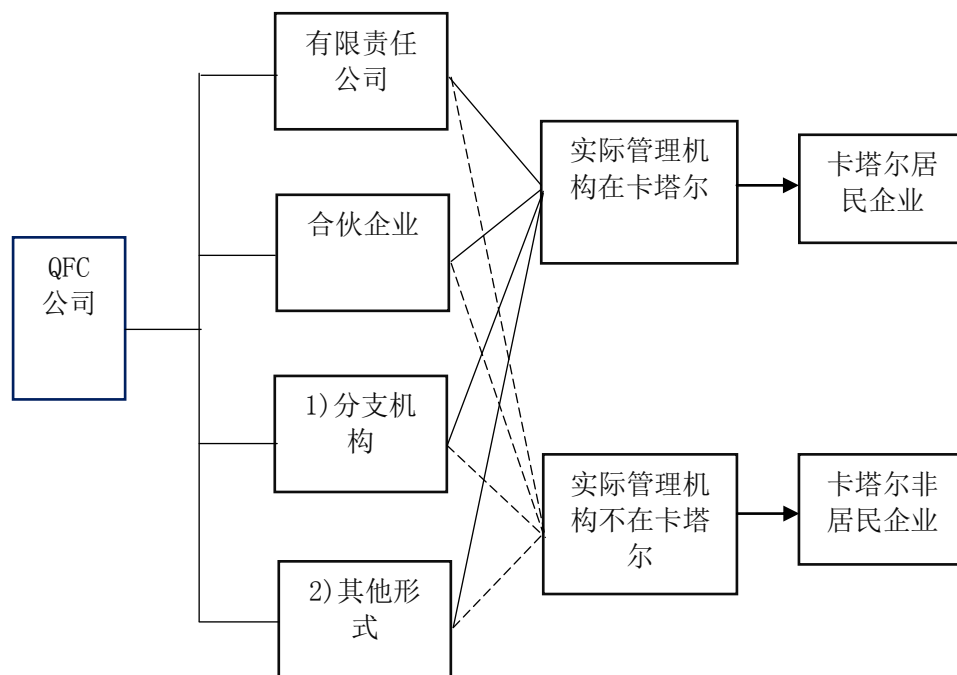 QFC
公司
有限责任
公司
合伙企业
1)分支机
构
2)其他形
式
实际管理机
构在卡塔尔
实际管理机
构不在卡塔
尔
卡塔尔居
民企业
卡塔尔非
居民企业